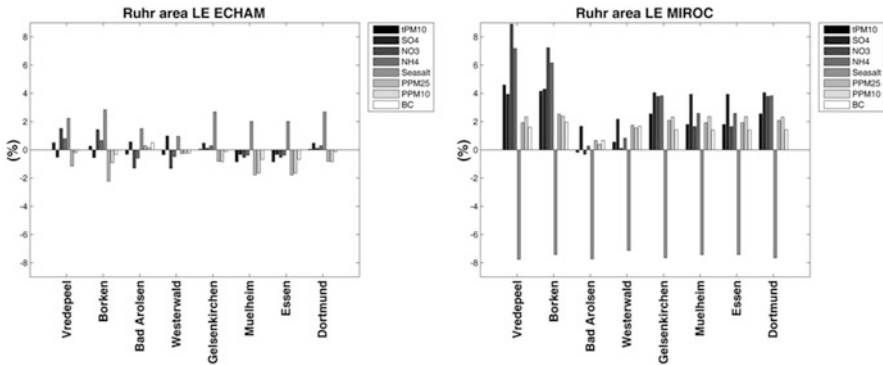 Ruhr area LE ECHAM
tPM10
SO4
NO3
NH4
Seasalt
PPM25
PPM10
BC
8
6
4
2
0
-2
-4
-6
-8
(%)
Vredepeel
Borken
Bad Arolsen
Westerwald
Gelsenkirchen
Muelheim
Essen
Dortmund
Ruhr area LE MIROC
tPM10
SO4
NO3
NH4
Seasalt
PPM25
PPM10
BC
8
6
4
2
0
-2
-4
-6
-8
(%)
Vredepeel
Borken
Bad Arolsen
Westerwald
Gelsenkirchen
Muelheim
Essen
Dortmund